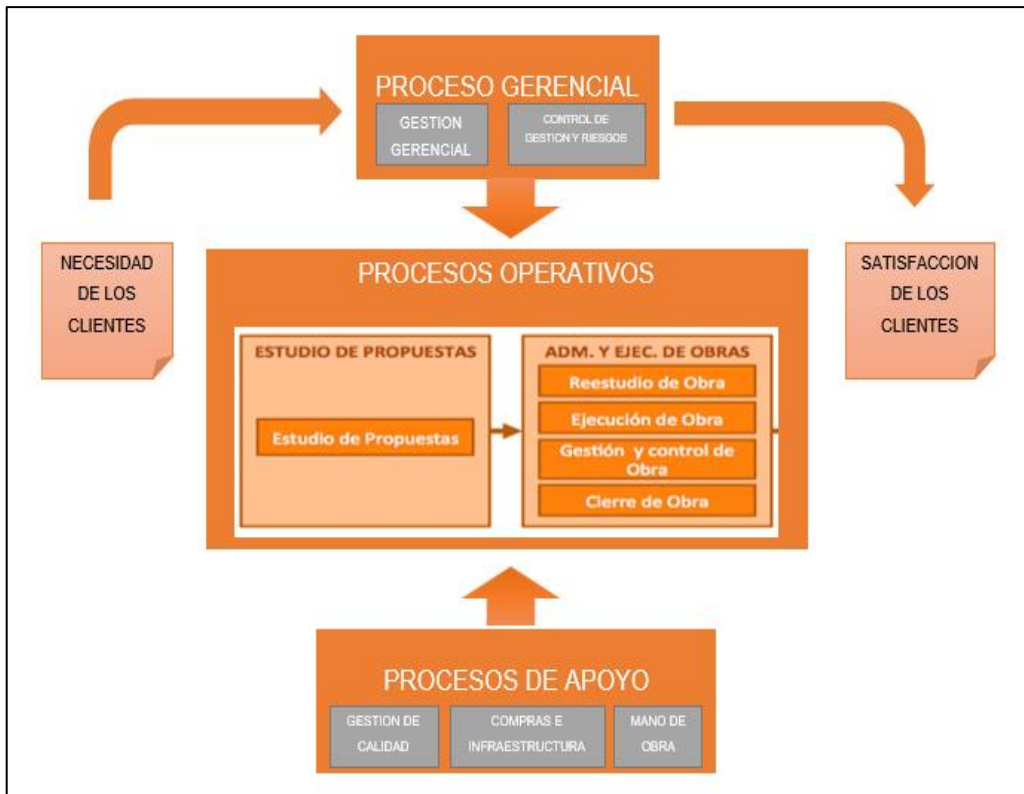 PROCESO GERENCIAL
GESTION
GERENCIAL
CONTROL DE
GESTION Y RIESGOS
NECESIDAD
DE LOS
CLIENTES
SATISFACCION
DE LOS
CLIENTES
PROCESOS OPERATIVOS
ESTUDIO DE PROPUESTAS
Estudio de Propuestas
ADM. Y EJEC. DE OBRAS
Reestudio de Obra
Ejecución de Obra
Gestión y control de
Obra
Cierre de Obra
PROCESOS DE APOYO
GESTION DE
CALIDAD
COMPRAS E
INFRAESTRUCTURA
MANO DE
OBRA